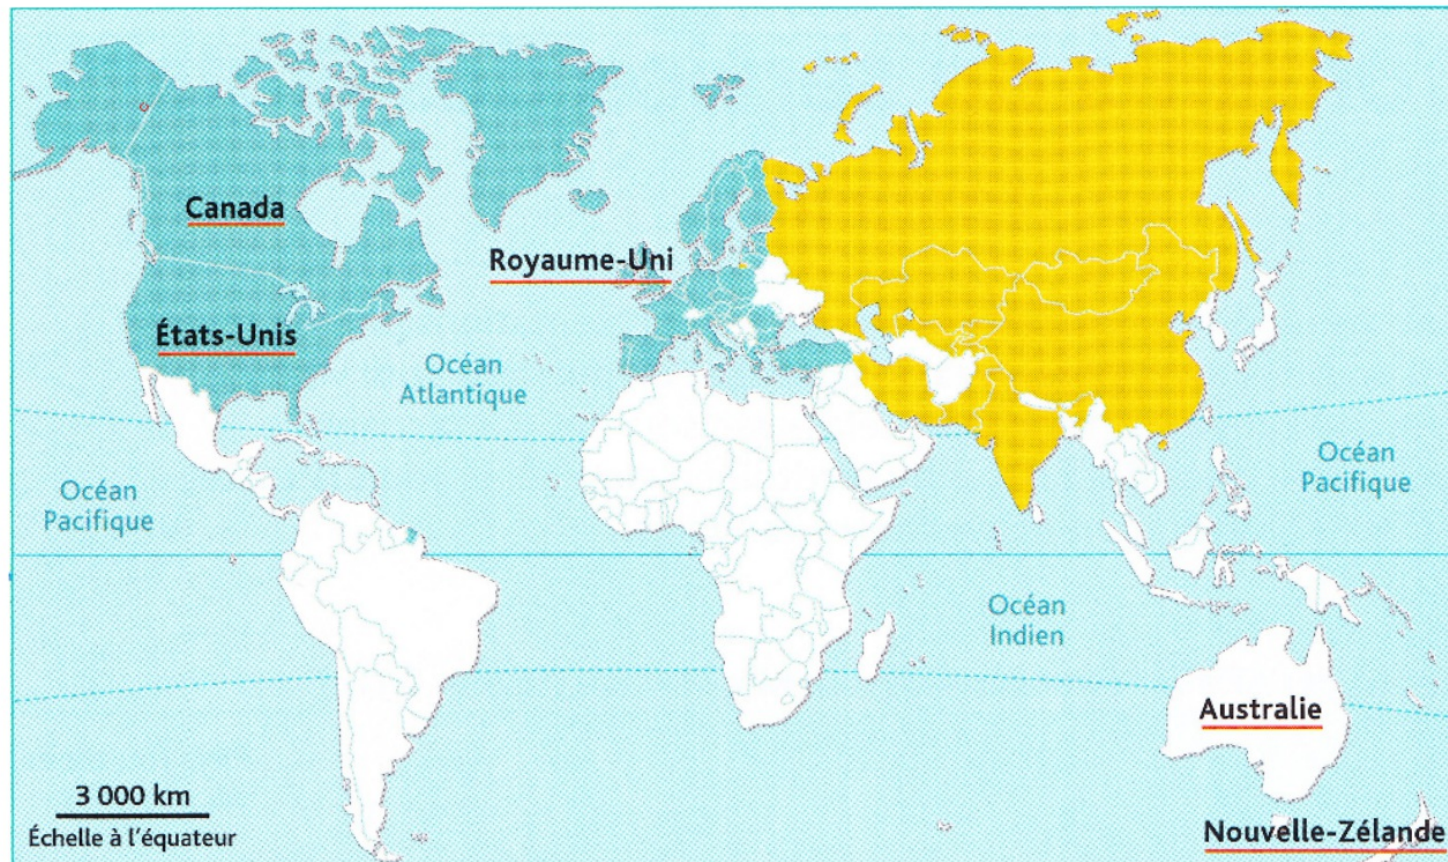 Canada
Royaume-Uni
États-Unis
Océan
Atlantique
Océan
Pacifique
Océan
Pacifique
Océan
Indien
Australie
3 000 km
Échelle à l'équateur
Nouvelle-Zélande